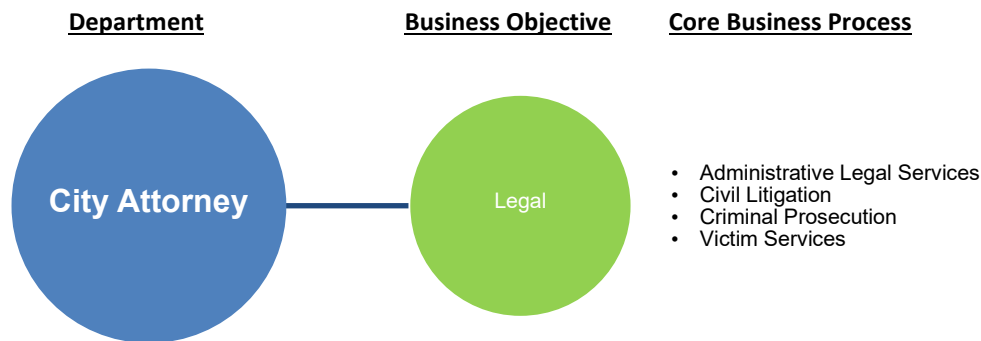 Department Business Objective Core Business Process
City Attorney
Legal
• Administrative Legal Services
• Civil Litigation
• Criminal Prosecution
• Victim Services